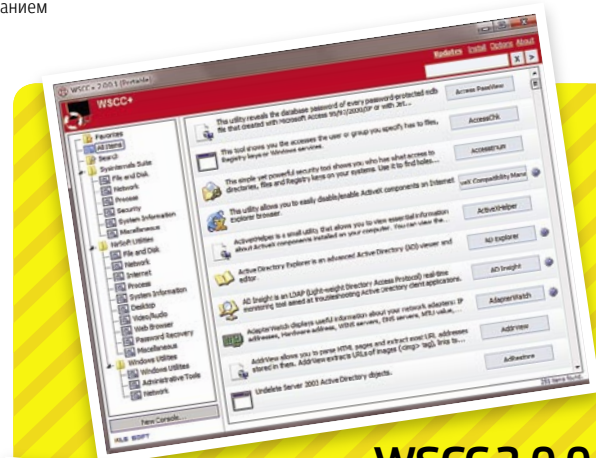 анием
WSCC+ 2.0.0.1 (Portable)
WSCC+
Updates Install Options About
X >
Favorites
All Items
Search
Sysinternals Suite
File and Disk
Network
Process
Security
System Information
Miscellaneous
NirSoft Utilities
File and Disk
Network
Internet
Process
System Information
Desktop
Video/Audio
Web Browser
Password Recovery
Miscellaneous
Windows Utilities
Windows Utilities
Administrative Tools
Network
New Console...
This utility reveals the database password of every password-protected mdb
file that created with Microsoft Access 95/97/2000/XP or with Jet...
Access PassView
This tool shows you the accesses the user or group you specify has to files,
Registry keys or Windows services.
AccessChk
This simple yet powerful security tool shows you who has what access to
directories, files and Registry keys on your systems. Use it to find holes...
AccessEnum
This utility allows you to easily disable/enable ActiveX components on Internet
Explorer browser.
veX Compatibility Mana
ActiveXHelper is a small utility that allows you to view essential information
about ActiveX components installed on your computer. You can view the...
ActiveXHelper
Active Directory Explorer is an advanced Active Directory (AD) viewer and
editor.
AD Explorer
AD Insight is an LDAP (Light-weight Directory Access Protocol) real-time
monitoring tool aimed at troubleshooting Active Directory client applications.
AD Insight
AdapterWatch displays useful information about your network adapters: IP
addresses, Hardware address, WINS servers, DNS servers, MTU value,...
AdapterWatch
AddrView allows you to parse HTML pages and extract most URL addresses
stored in them. AddrView extracts URLs of images (<img> tag), links to...
AddrView
Undelete Server 2003 Active Directory objects.
AdRestore
items found.
WSCC 2.0.0